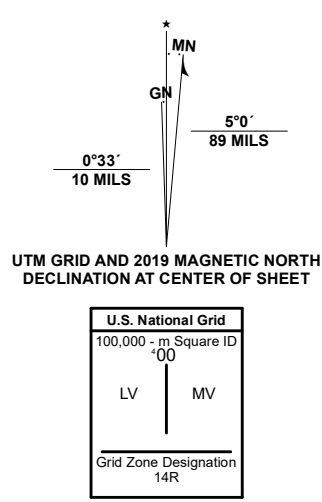 ★
MN
GN
5°0´
89 MILS
0°33´
10 MILS
UTM GRID AND 2019 MAGNETIC NORTH
DECLINATION AT CENTER OF SHEET
U.S. National Grid
100,000 - m Square ID
⁴00
LV MV
Grid Zone Designation
14R